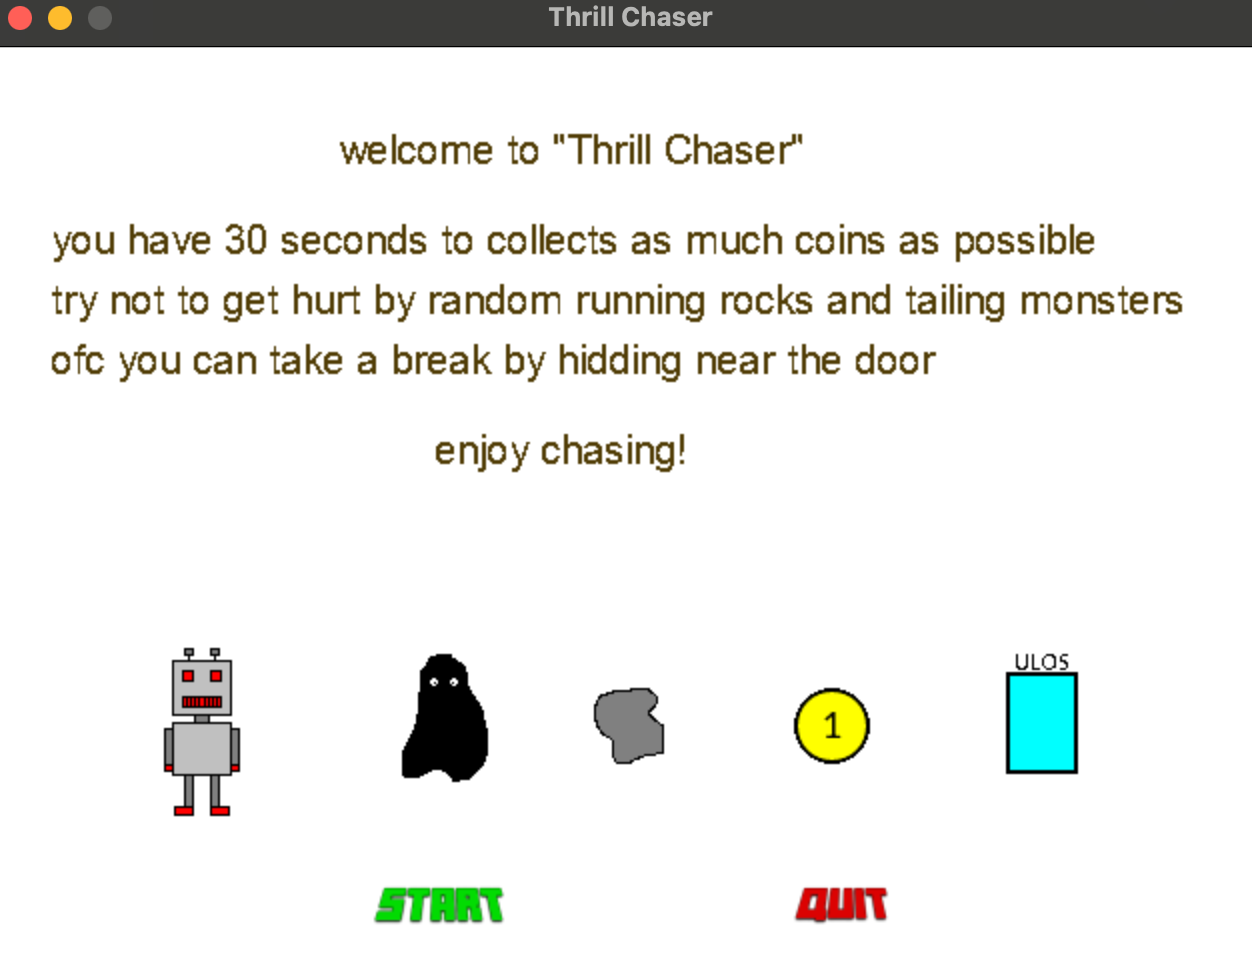 Thrill Chaser
welcome to "Thrill Chaser"
you have 30 seconds to collects as much coins as possible
try not to get hurt by random running rocks and tailing monsters
ofc you can take a break by hidding near the door
enjoy chasing!
ULOS
1
START
QUIT